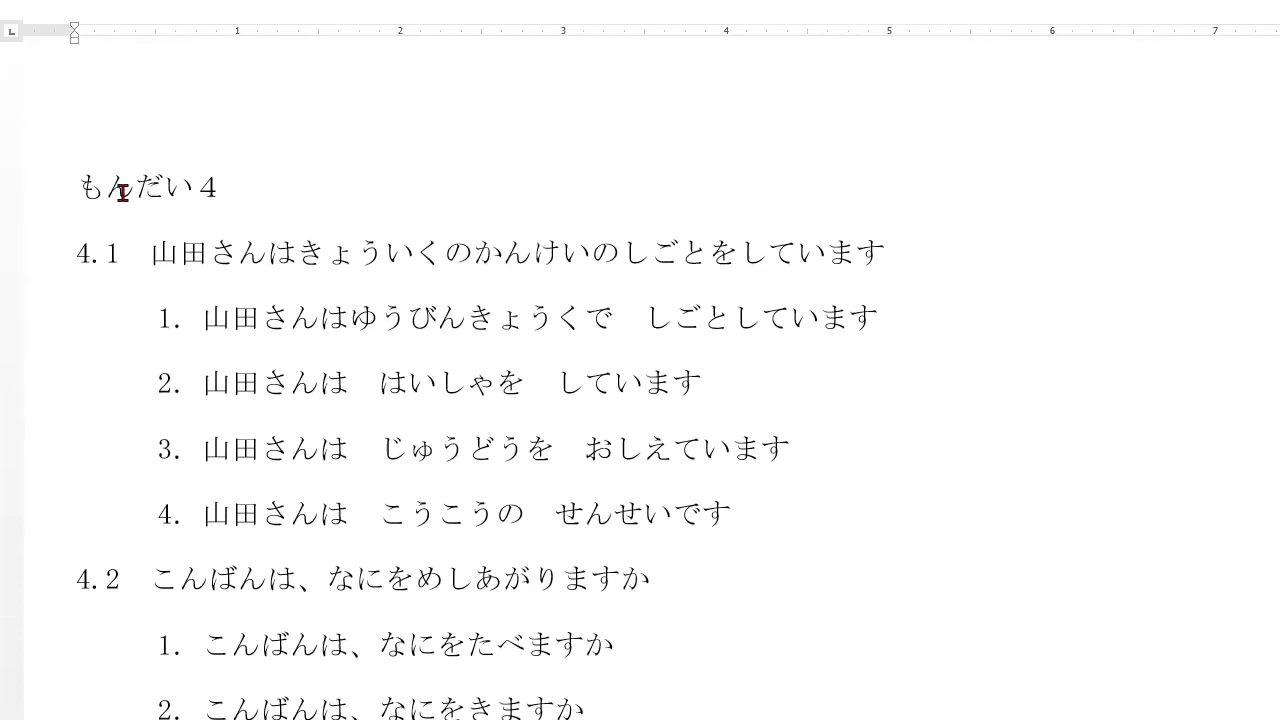 1 2 3 4 5 6 7
もんだい４
4.1　山田さんはきょういくのかんけいのしごとをしています
1. 山田さんはゆうびんきょうくで　しごとしています
2. 山田さんは　はいしゃを　しています
3. 山田さんは　じゅうどうを　おしえています
4. 山田さんは　こうこうの　せんせいです
4.2　こんばんは、なにをめしあがりますか
1. こんばんは、なにをたべますか
2. こんばんは、なにをきますか